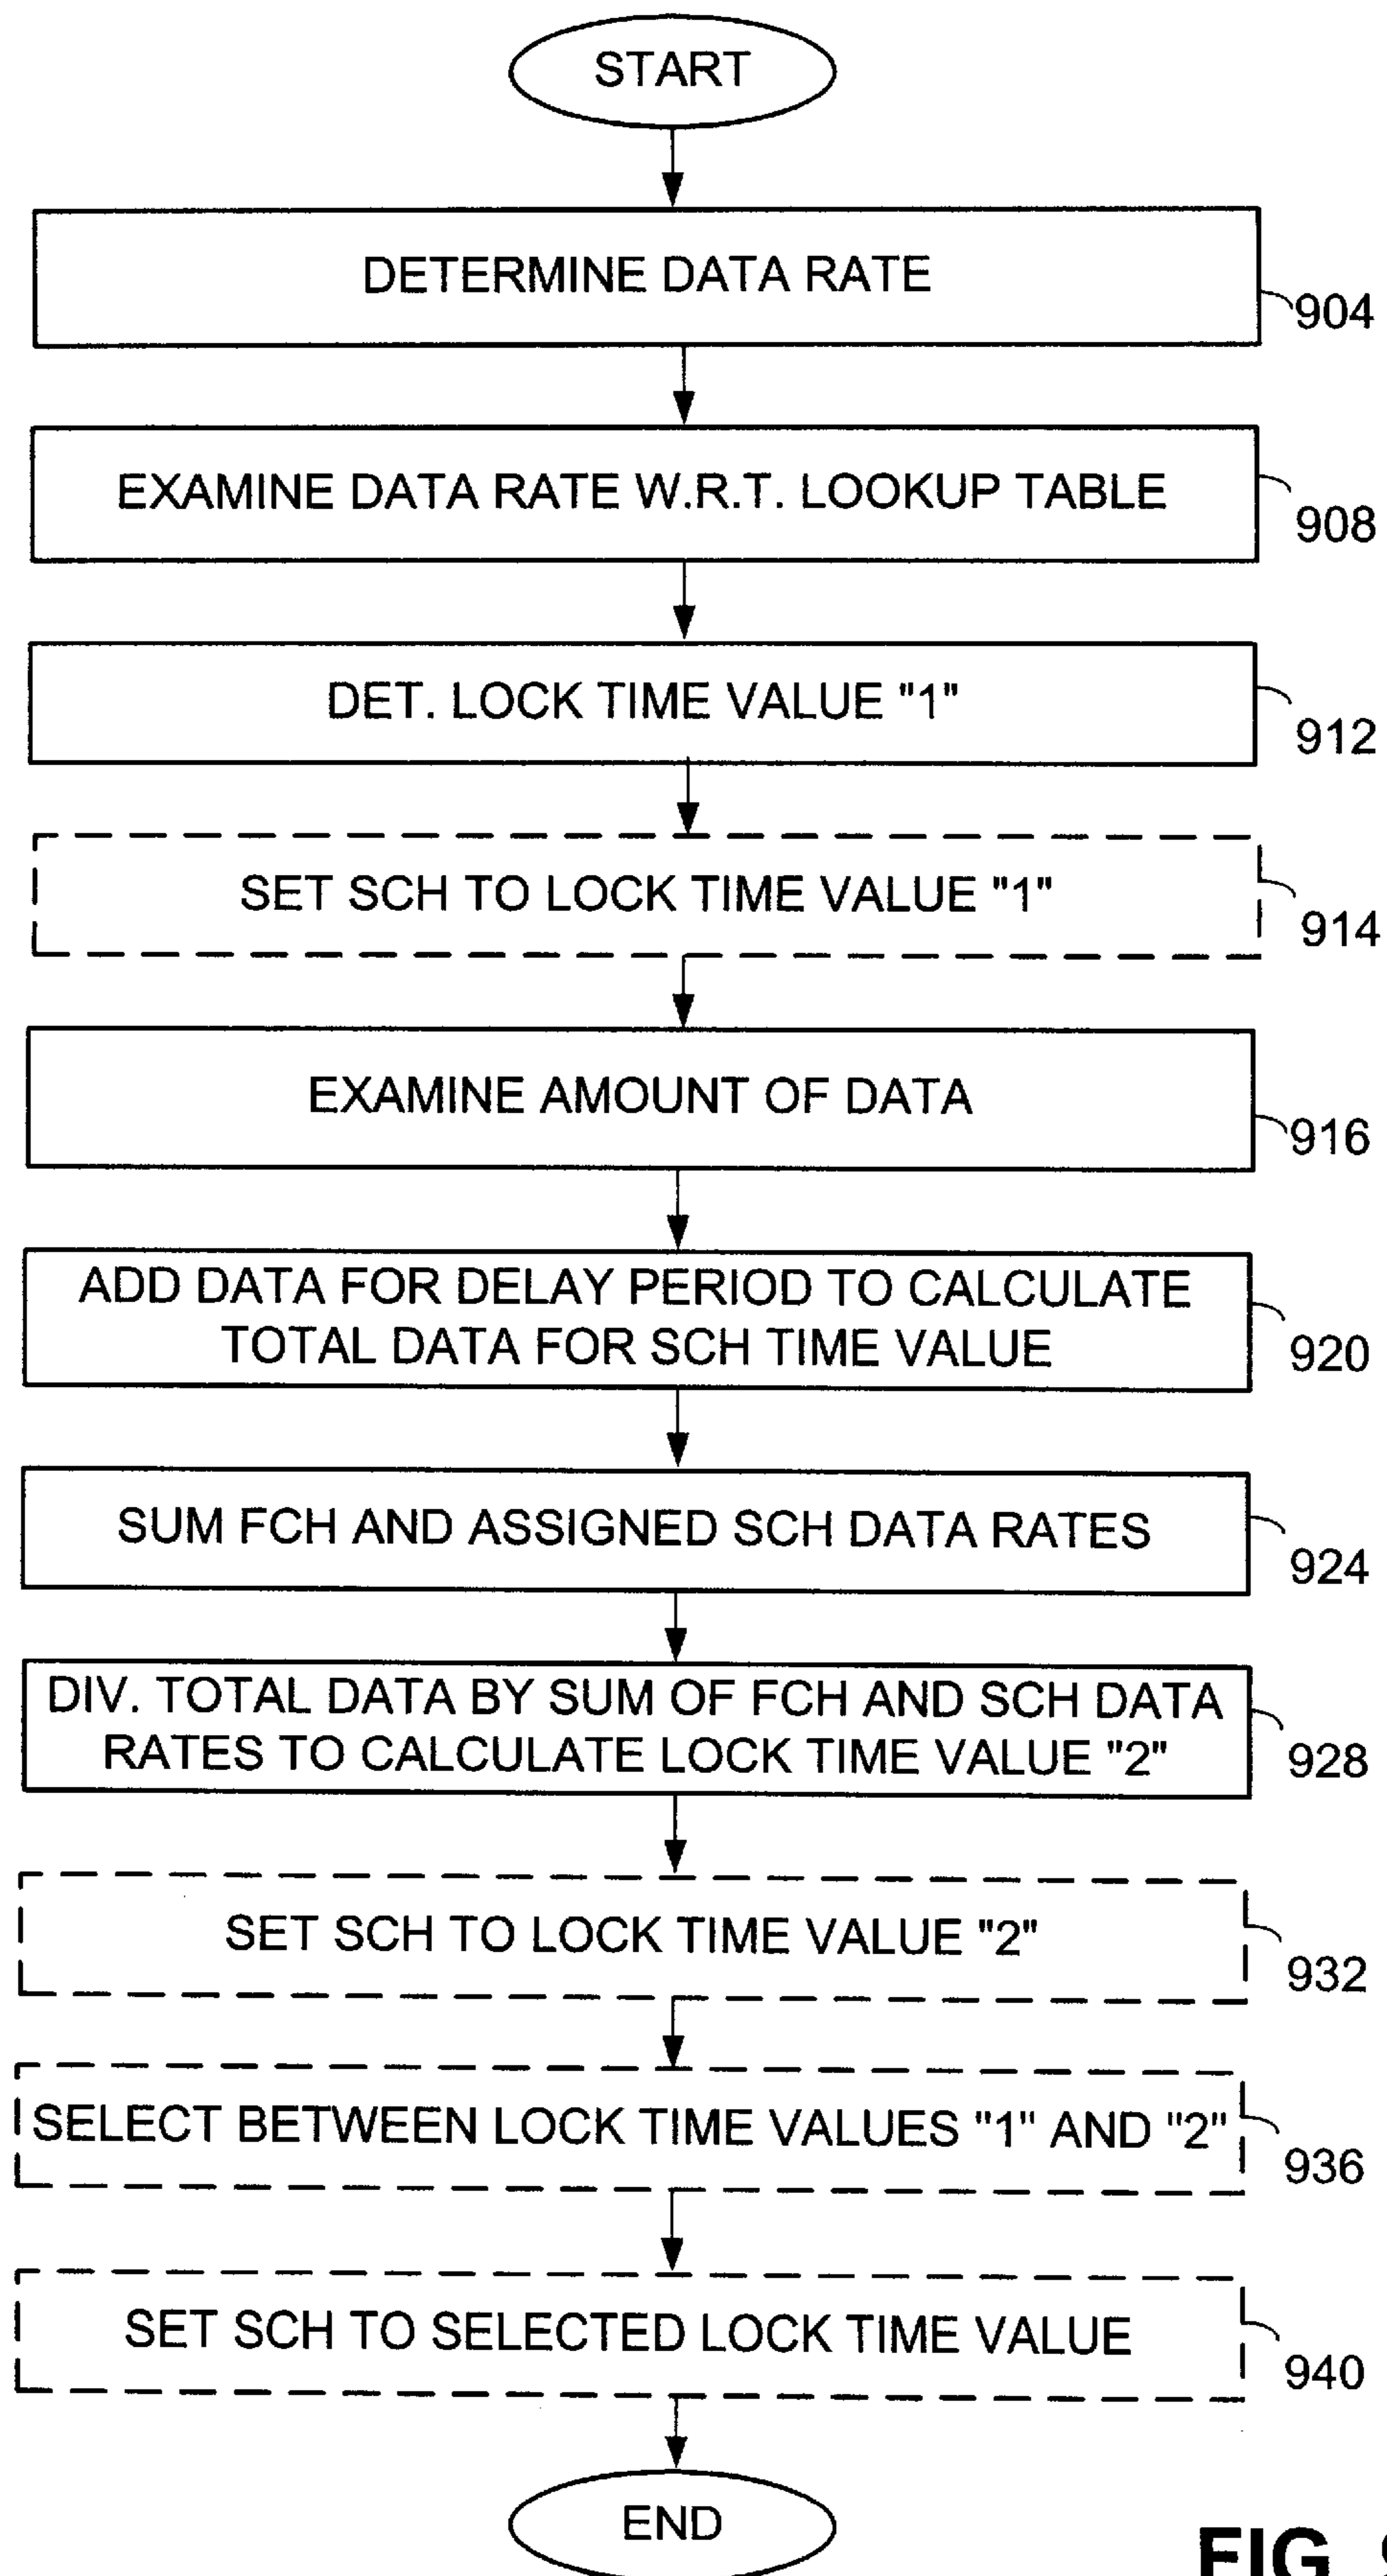 START
DETERMINE DATA RATE
904
EXAMINE DATA RATE W.R.T. LOOKUP TABLE
908
DET. LOCK TIME VALUE "1"
912
SET SCH TO LOCK TIME VALUE "1"
914
EXAMINE AMOUNT OF DATA
916
ADD DATA FOR DELAY PERIOD TO CALCULATE
TOTAL DATA FOR SCH TIME VALUE
920
SUM FCH AND ASSIGNED SCH DATA RATES
924
DIV. TOTAL DATA BY SUM OF FCH AND SCH DATA
RATES TO CALCULATE LOCK TIME VALUE "2"
928
SET SCH TO LOCK TIME VALUE "2"
932
SELECT BETWEEN LOCK TIME VALUES "1" AND "2"
936
SET SCH TO SELECTED LOCK TIME VALUE
940
END
FIG.